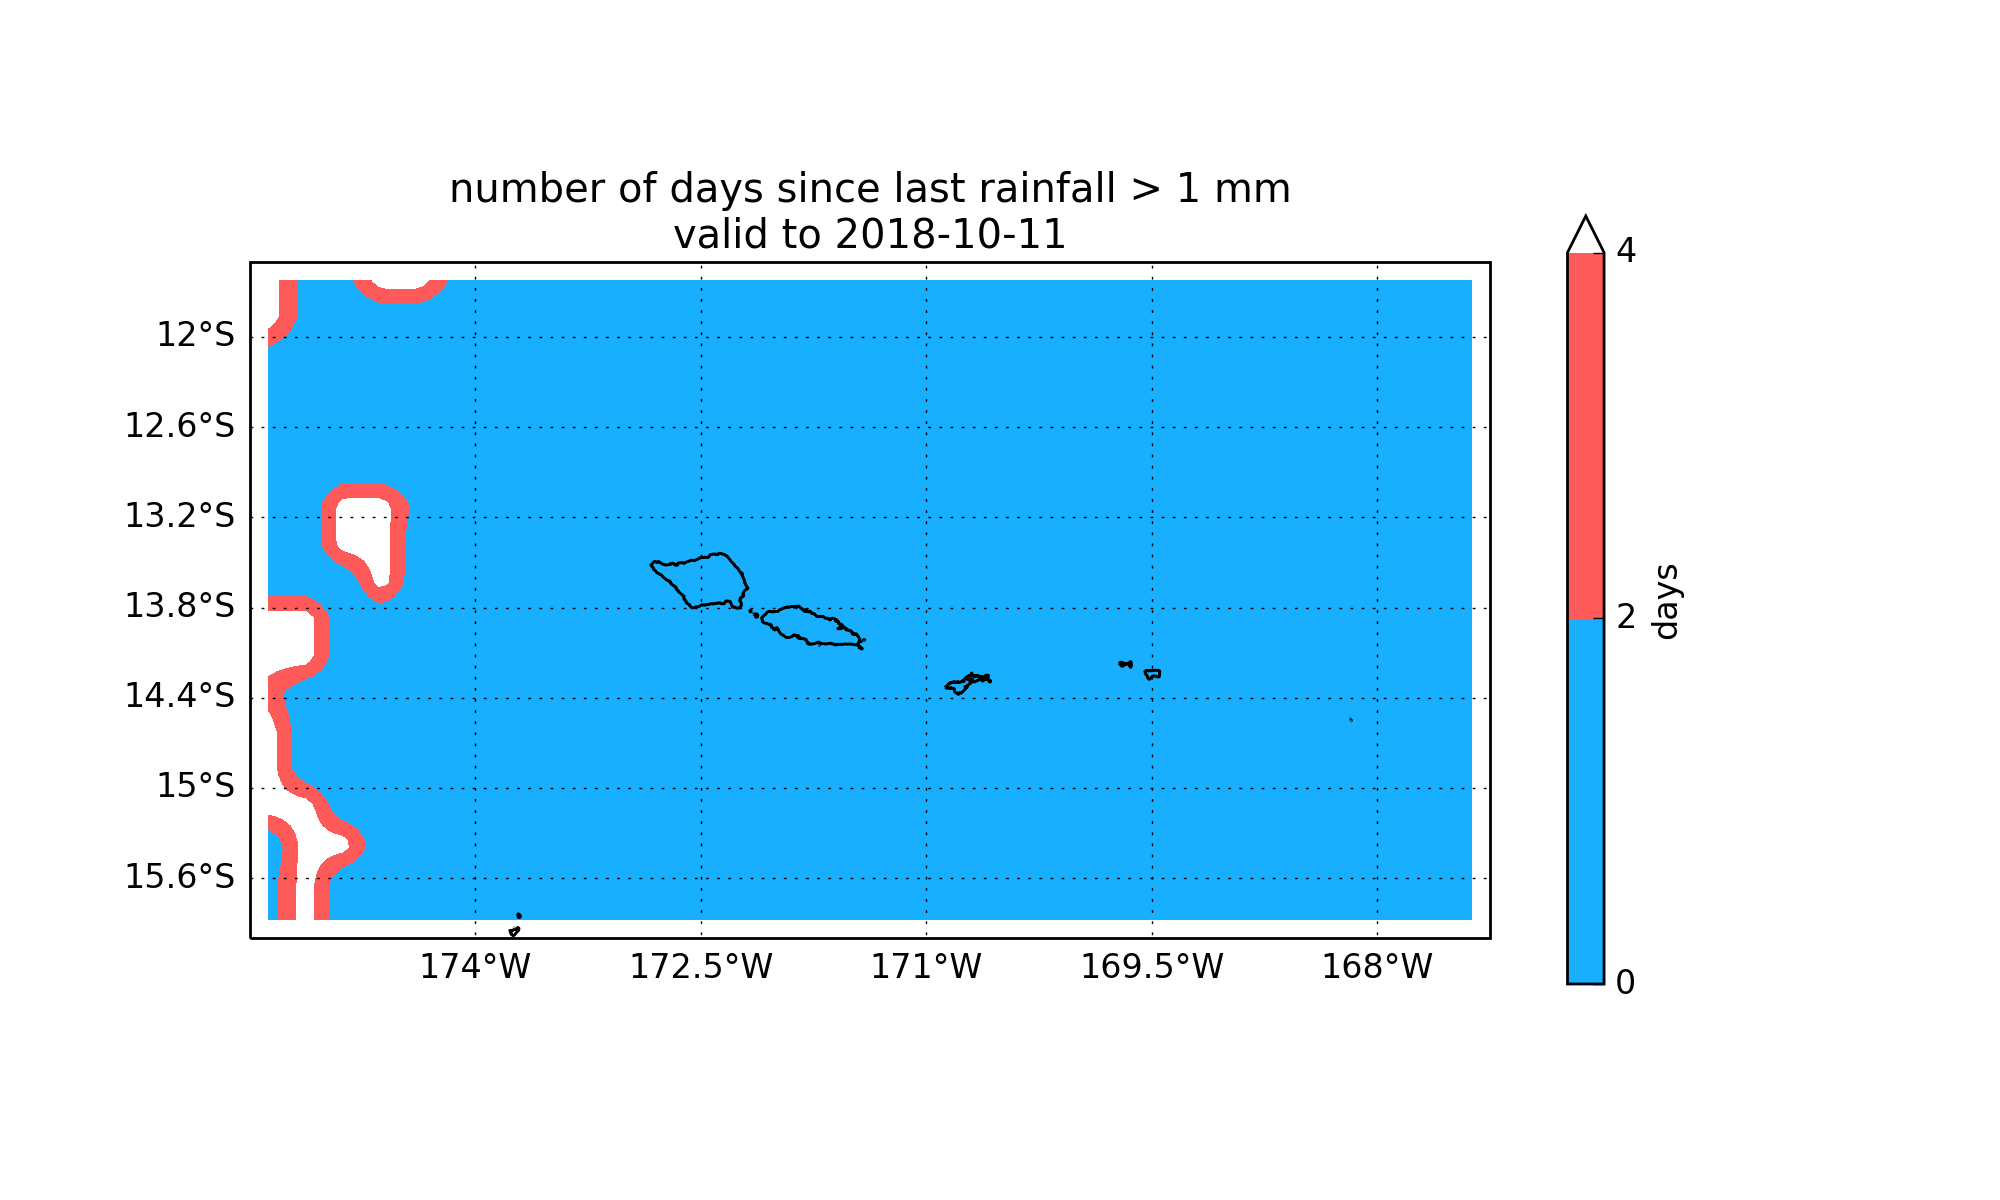 number of days since last rainfall > 1 mm
valid to 2018-10-11
12°S
12.6°S
13.2°S
13.8°S
14.4°S
15°S
15.6°S
174°W 172.5°W 171°W 169.5°W 168°W
4
2
0
days